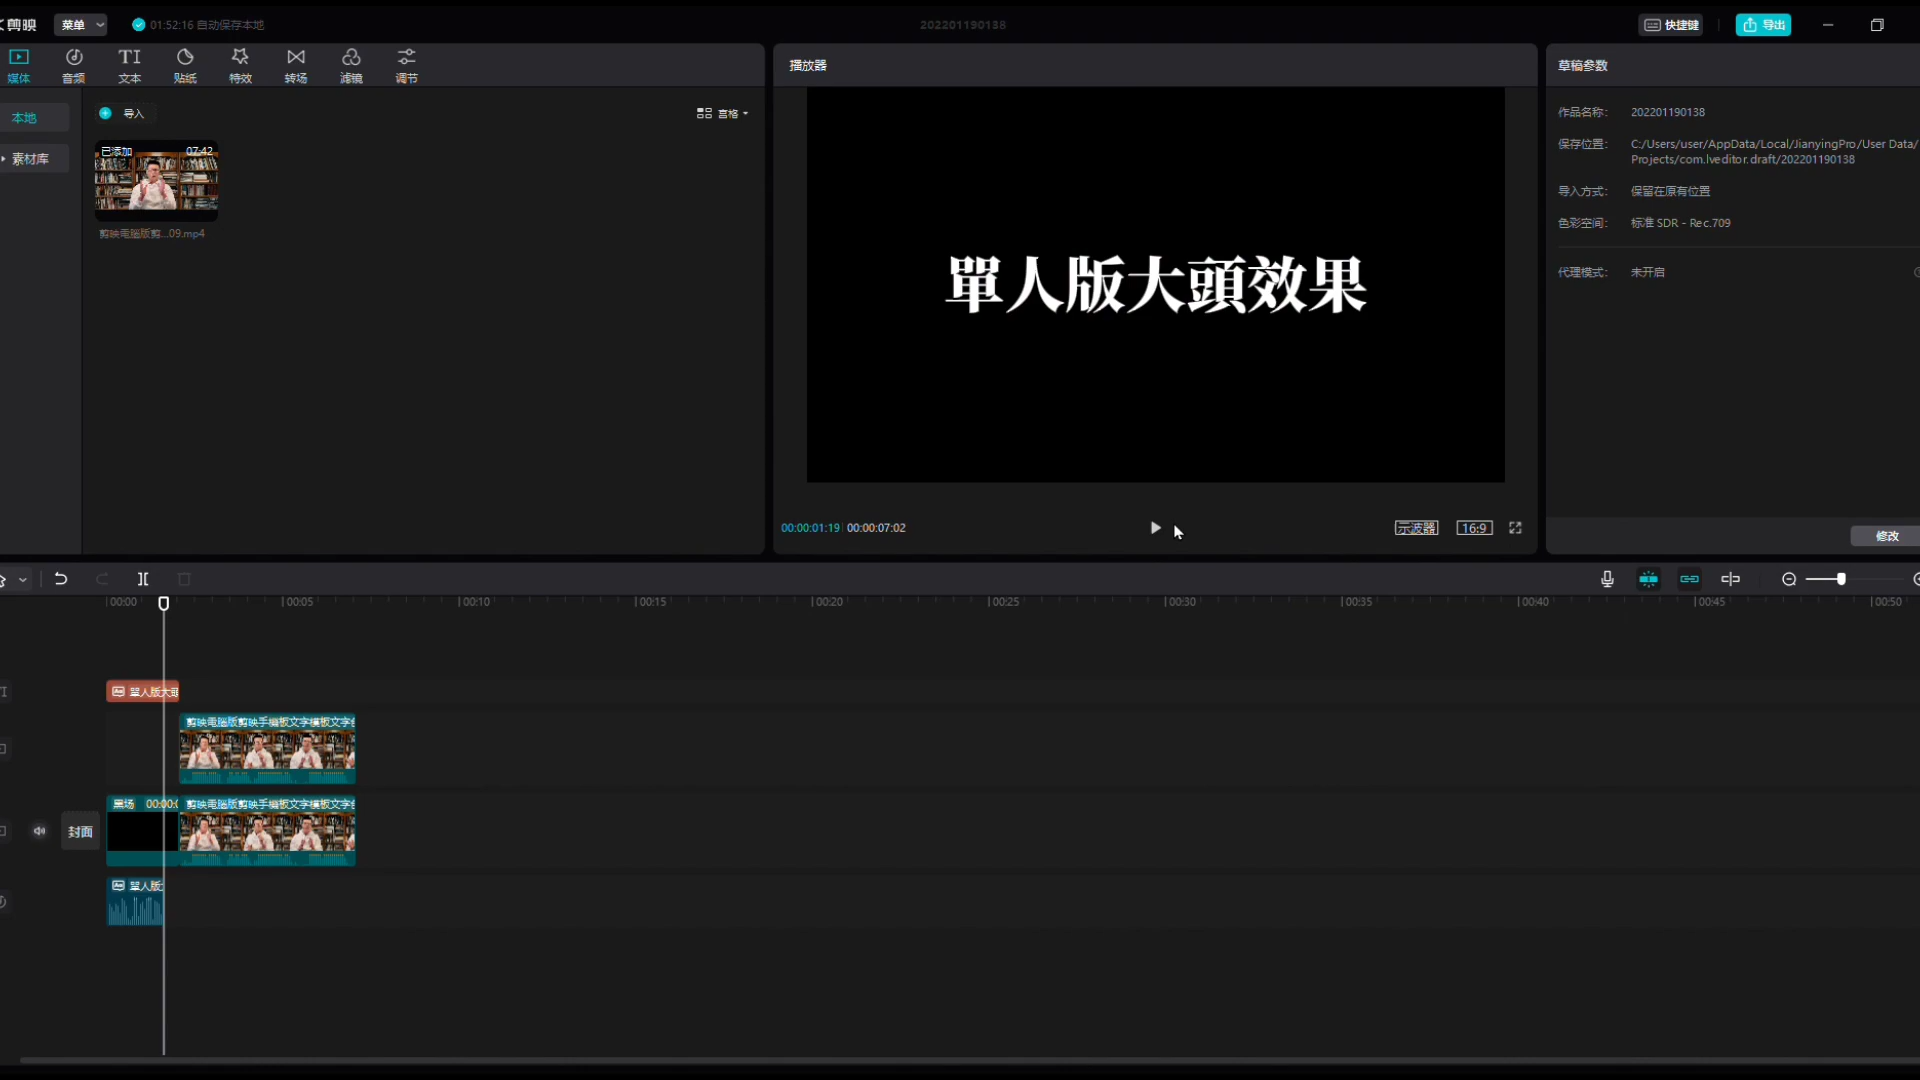 剪映
菜单
01:52:16 自动保存本地
202201190138
快捷键
导出
媒体
音频
文本
贴纸
特效
转场
滤镜
调节
播放器
草稿参数
本地
素材库
导入
宫格
已添加
07:42
剪映電腦版剪...09.mp4
單人版大頭效果
作品名称:
202201190138
保存位置:
C:/Users/user/AppData/Local/JianyingPro/User Data/
Projects/com.lveditor.draft/202201190138
导入方式:
保留在原有位置
色彩空间:
标准 SDR - Rec.709
代理模式:
未开启
00:00:01:19
00:00:07:02
示波器
16:9
修改
00:00
00:05
00:10
00:15
00:20
00:25
00:30
00:35
00:40
00:45
00:50
單人版大
剪映電腦版剪映手機板文字模板文字
封面
黑场
00:00:0
剪映電腦版剪映手機板文字模板文字
單人版